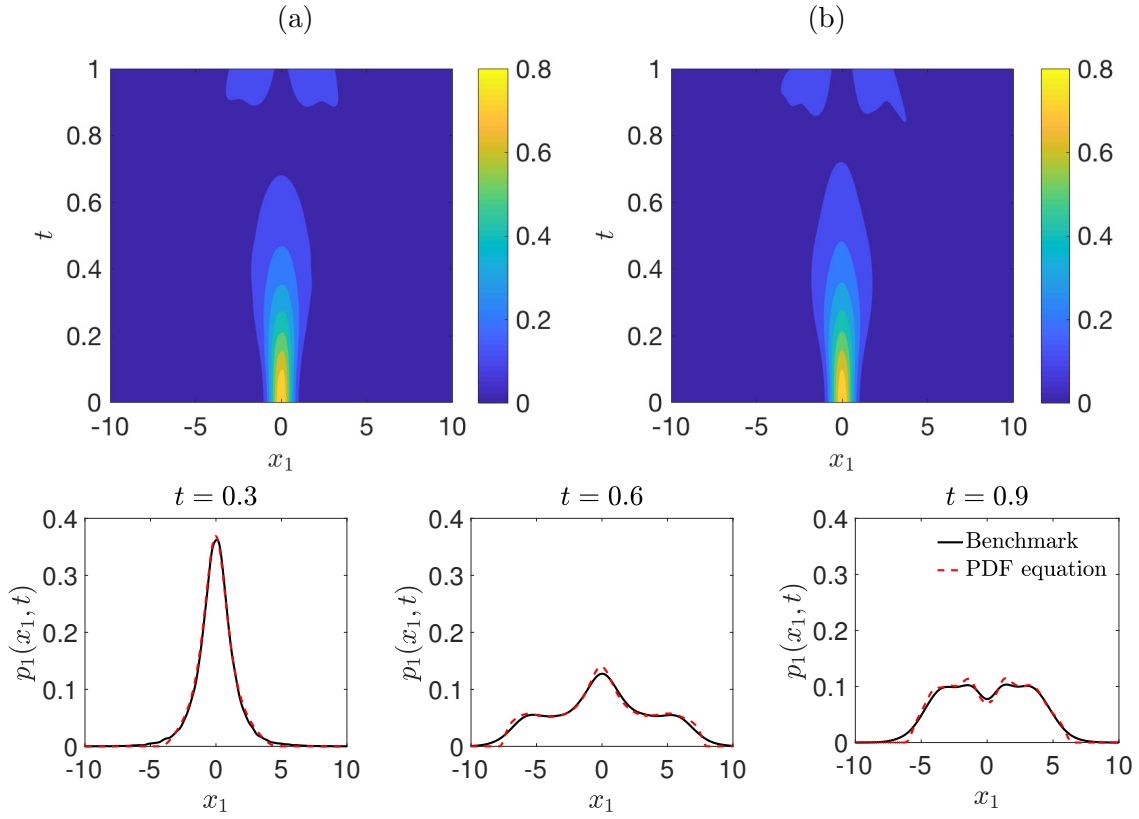 (a) (b)
1 0.8 0.6 0.4 0.2 0
t
-10 -5 0 5 10
x₁
0.8 0.6 0.4 0.2 0
1 0.8 0.6 0.4 0.2 0
t
-10 -5 0 5 10
x₁
0.8 0.6 0.4 0.2 0
t = 0.3
0.4 0.3 0.2 0.1 0
p₁(x₁, t)
-10 -5 0 5 10
x₁
t = 0.6
0.4 0.3 0.2 0.1 0
p₁(x₁, t)
-10 -5 0 5 10
x₁
t = 0.9
0.4 0.3 0.2 0.1 0
p₁(x₁, t)
Benchmark
PDF equation
-10 -5 0 5 10
x₁